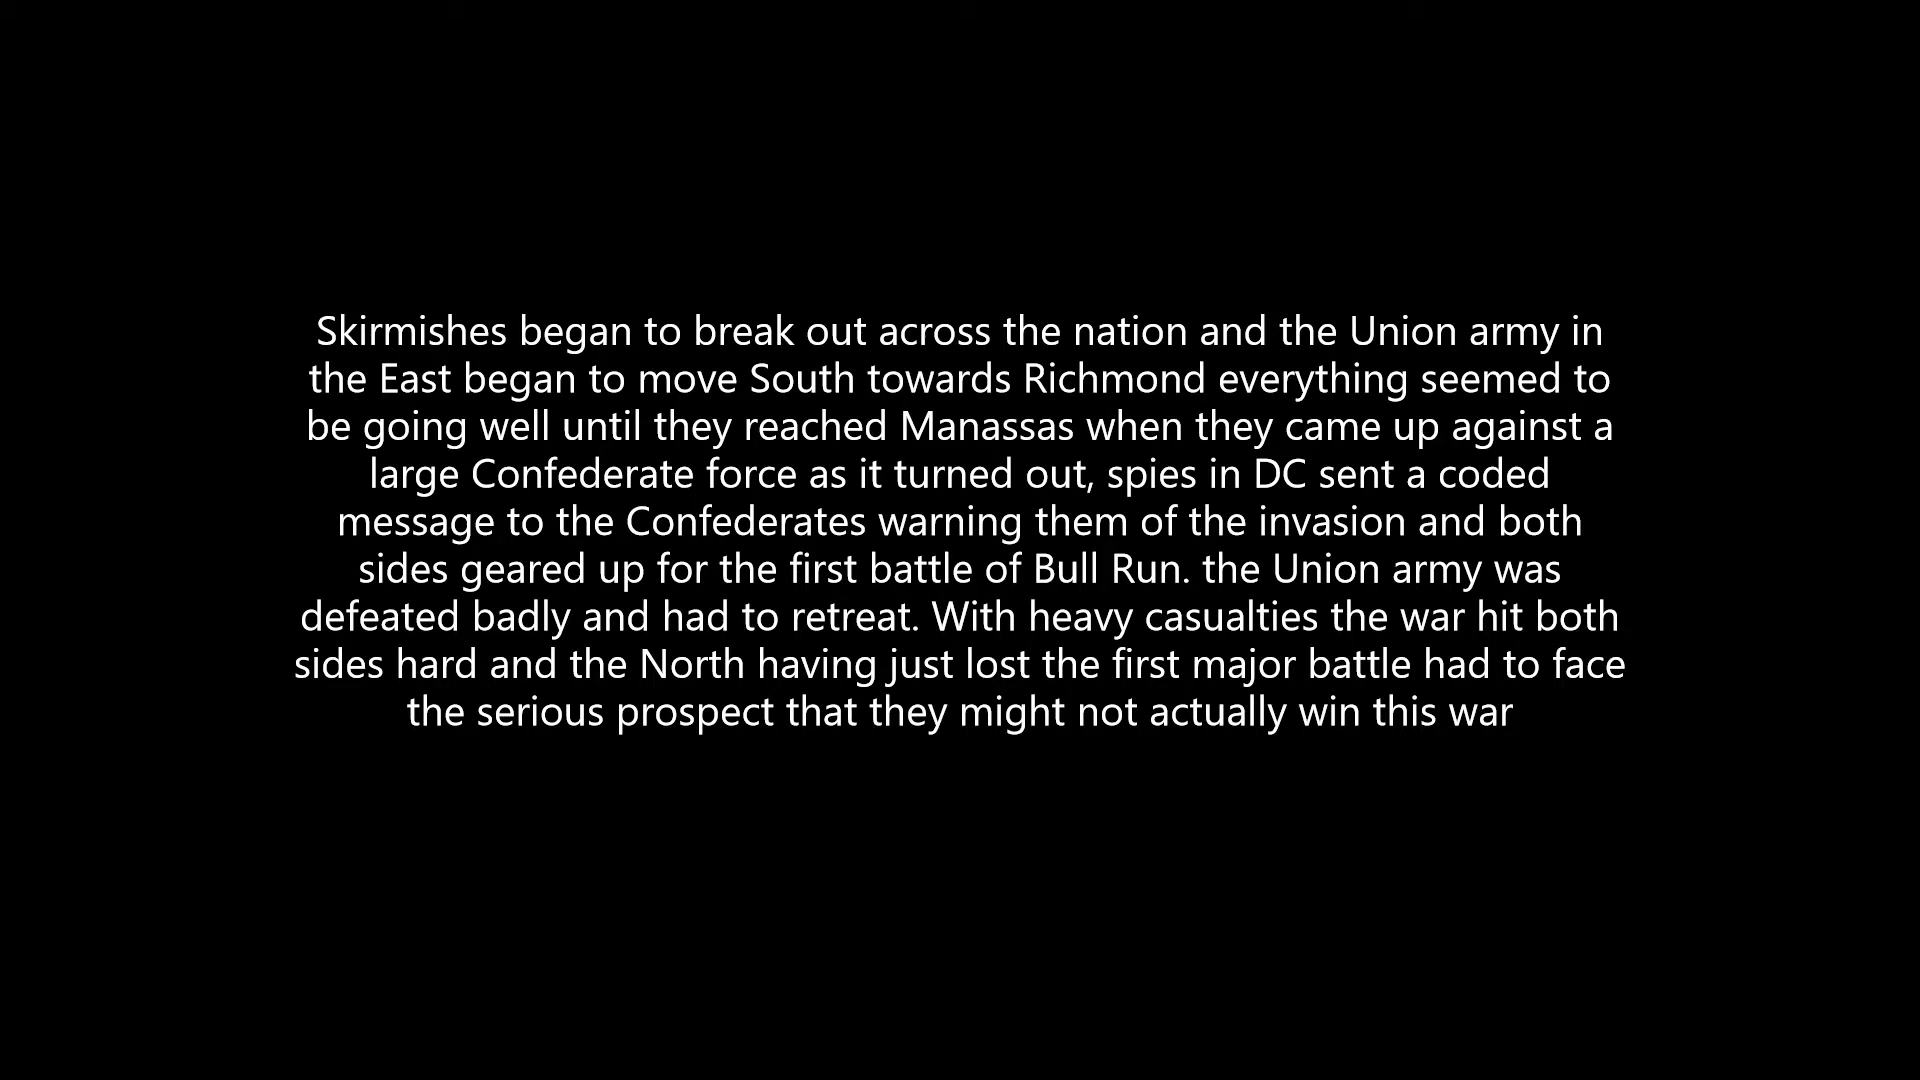 Skirmishes began to break out across the nation and the Union army in
the East began to move South towards Richmond everything seemed to
be going well until they reached Manassas when they came up against a
large Confederate force as it turned out, spies in DC sent a coded
message to the Confederates warning them of the invasion and both
sides geared up for the first battle of Bull Run. the Union army was
defeated badly and had to retreat. With heavy casualties the war hit both
sides hard and the North having just lost the first major battle had to face
the serious prospect that they might not actually win this war